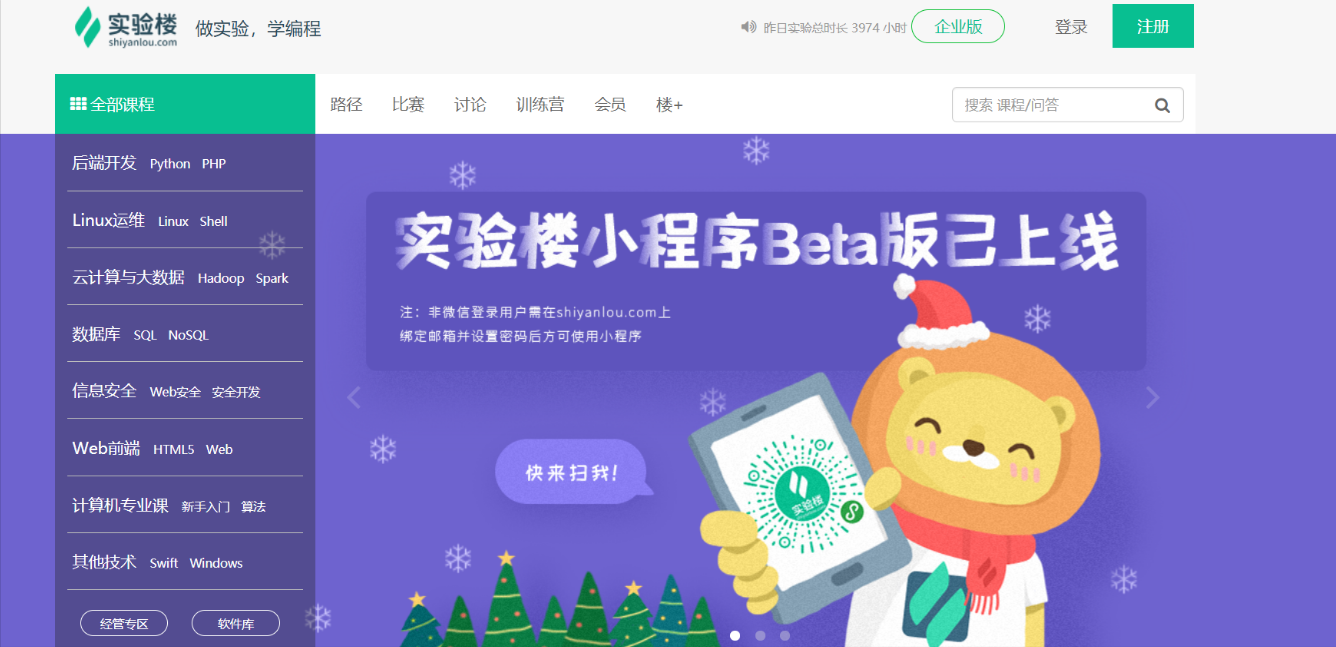 实验楼
shiyanlou.com
做实验，学编程
昨日实验总时长 3974 小时
企业版
登录
注册
全部课程
路径 比赛 讨论 训练营 会员 楼+
搜索 课程/问答
后端开发 Python PHP
Linux运维 Linux Shell
云计算与大数据 Hadoop Spark
数据库 SQL NoSQL
信息安全 Web安全 安全开发
Web前端 HTML5 Web
计算机专业课 新手入门 算法
其他技术 Swift Windows
经管专区 软件库
实验楼小程序Beta版已上线
注：非微信登录用户需在shiyanlou.com上
绑定邮箱并设置密码后方可使用小程序
快来扫我!
实验楼